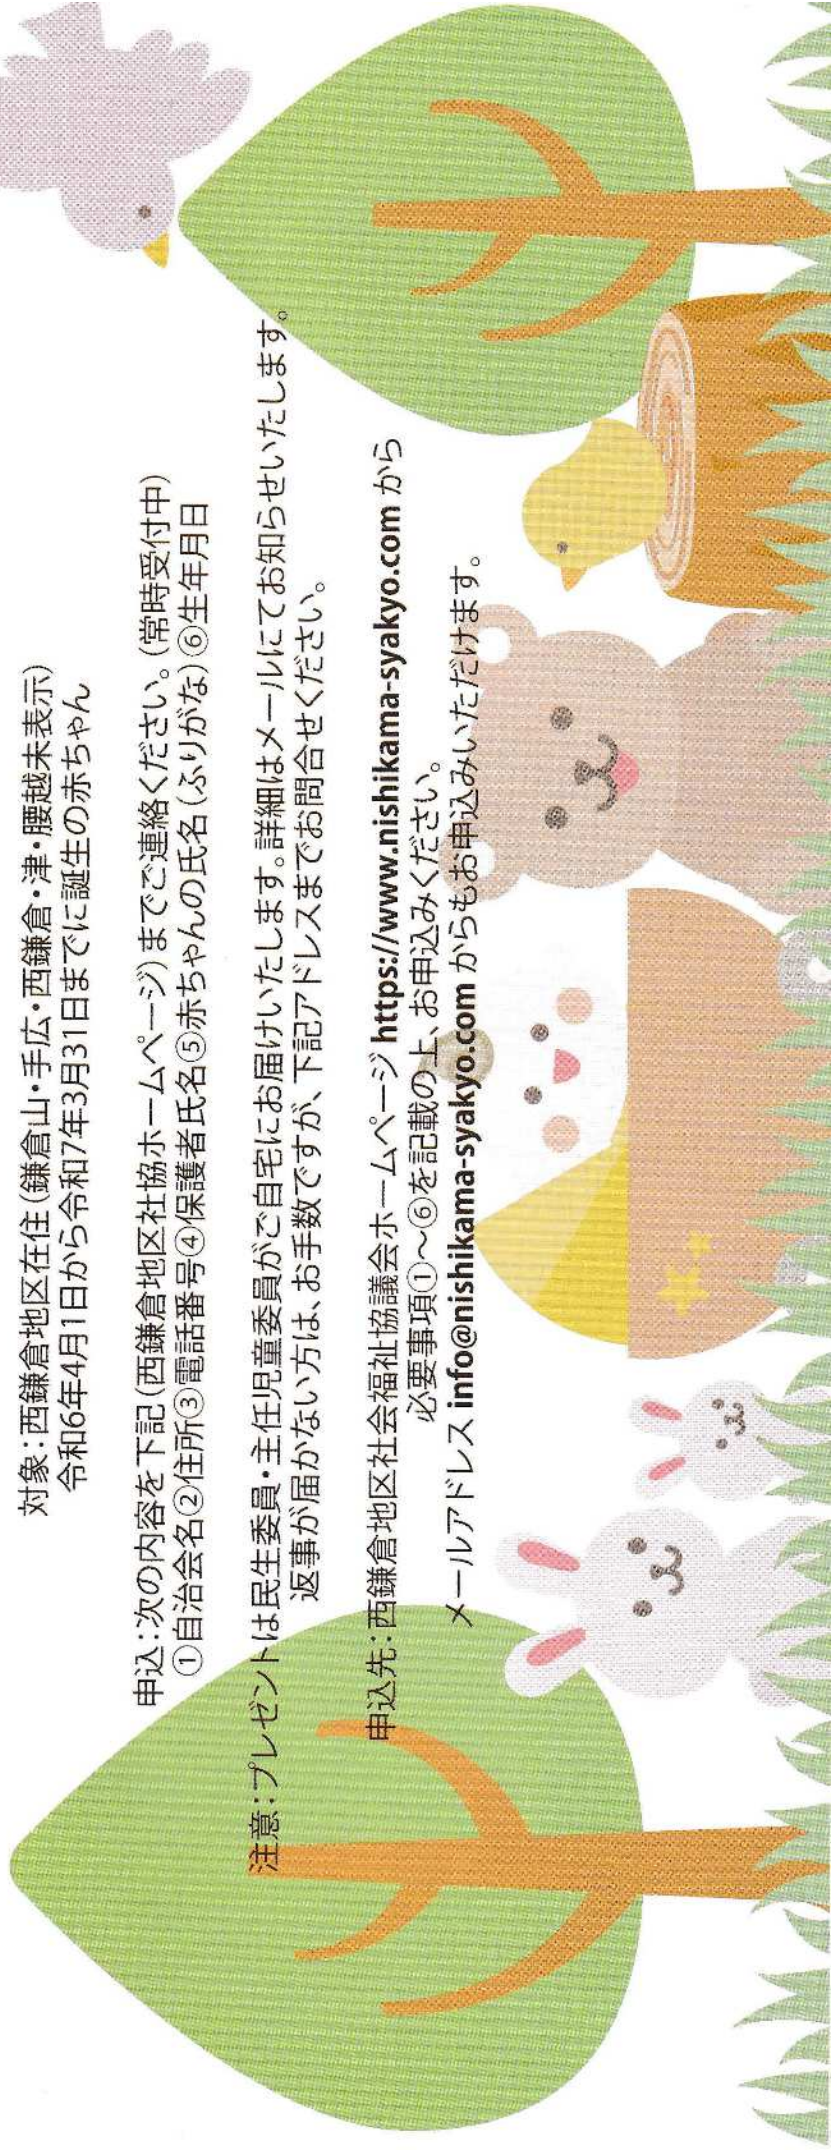 対象：西鎌倉地区在住（鎌倉山・手広・西鎌倉・津・腰越未表示）
令和6年4月1日から令和7年3月31日までに誕生の赤ちゃん
申込：次の内容を下記（西鎌倉地区社協ホームページ）までご連絡ください。（常時受付中）
①自治会名②住所③電話番号④保護者氏名⑤赤ちゃんの氏名（ふりがな）⑥生年月日
注意：プレゼントは民生委員・主任児童委員がご自宅にお届けいたします。詳細はメールにてお知らせいたします。
返事が届かない方は、お手数ですが、下記アドレスまでお問合せください。
申込先：西鎌倉地区社会福祉協議会ホームページ https://www.nishikama-syakyo.com から
必要事項①～⑥を記載の上、お申込みください。
メールアドレス info@nishikama-syakyo.com からもお申込みいただけます。